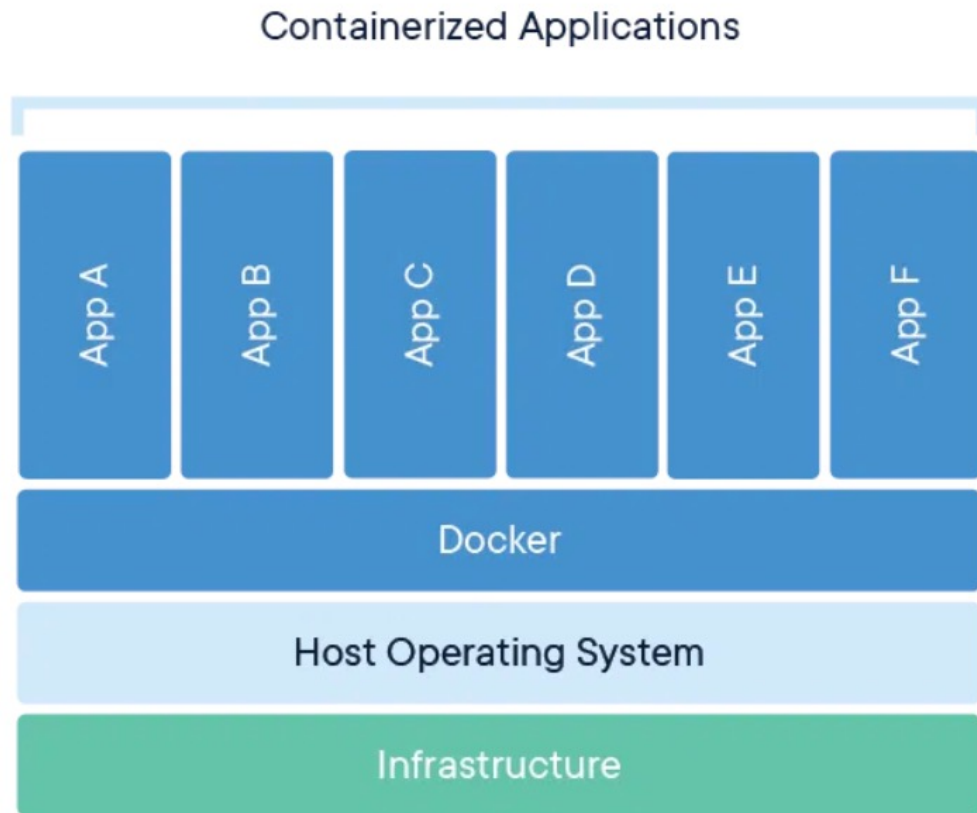 Containerized Applications
App A
App B
App C
App D
App E
App F
Docker
Host Operating System
Infrastructure